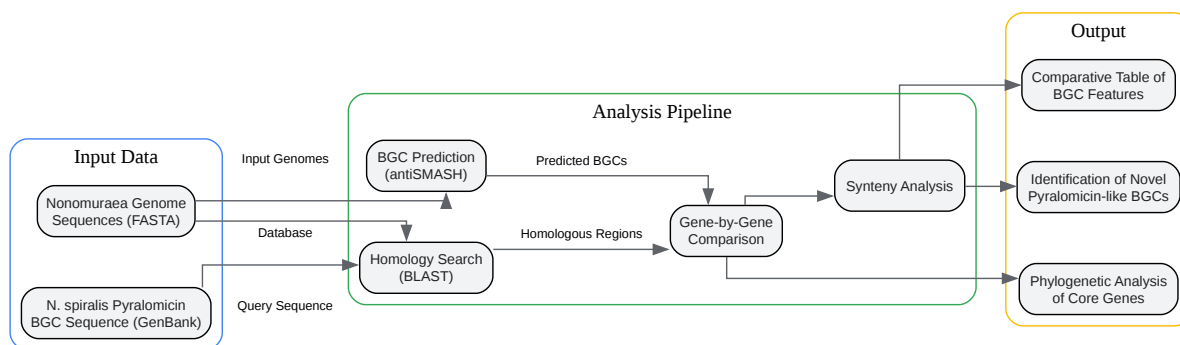 Input Data
Nonomuraea Genome
Sequences (FASTA)
N. spiralis Pyralomicin
BGC Sequence (GenBank)
Input Genomes
Database
Query Sequence
Analysis Pipeline
BGC Prediction
(antiSMASH)
Homology Search
(BLAST)
Predicted BGCs
Homologous Regions
Gene-by-Gene
Comparison
Synteny Analysis
Output
Comparative Table of
BGC Features
Identification of Novel
Pyralomicin-like BGCs
Phylogenetic Analysis
of Core Genes